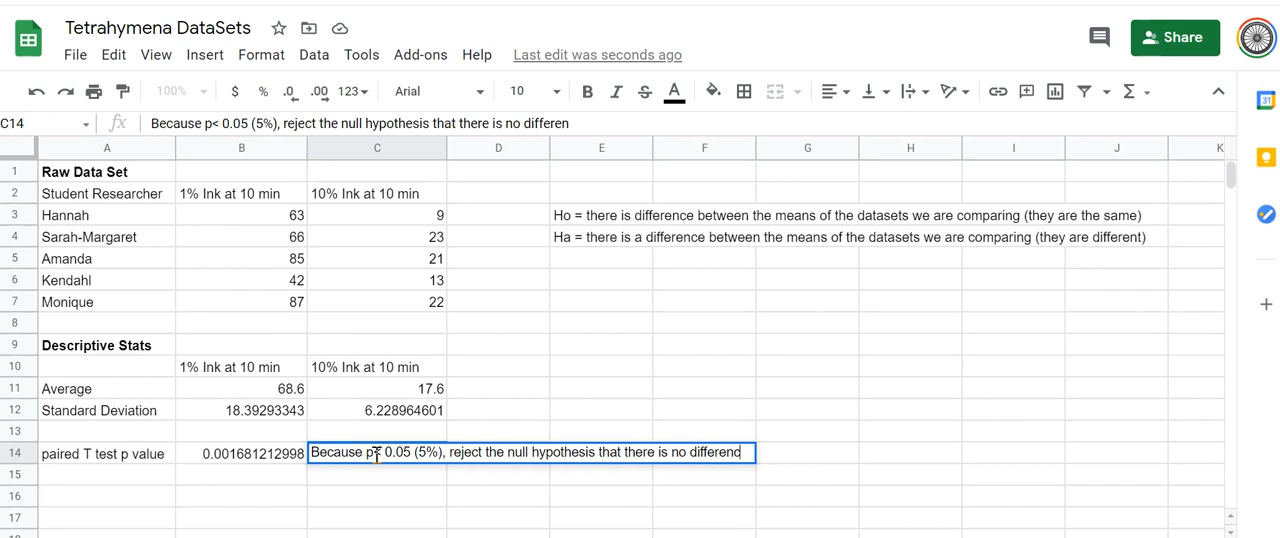 Tetrahymena DataSets
File Edit View Insert Format Data Tools Add-ons Help Last edit was seconds ago
Share
100% $ % .0 .00 123 Arial 10 B I S A Σ
31
C14 fx Because p< 0.05 (5%), reject the null hypothesis that there is no differen
A B C D E F G H I J K
1 Raw Data Set
2 Student Researcher 1% Ink at 10 min 10% Ink at 10 min
3 Hannah 63 9 Ho = there is difference between the means of the datasets we are comparing (they are the same)
4 Sarah-Margaret 66 23 Ha = there is a difference between the means of the datasets we are comparing (they are different)
5 Amanda 85 21
6 Kendahl 42 13
7 Monique 87 22
8
9 Descriptive Stats
10 1% Ink at 10 min 10% Ink at 10 min
11 Average 68.6 17.6
12 Standard Deviation 18.39293343 6.228964601
13
14 paired T test p value 0.001681212998 Because p< 0.05 (5%), reject the null hypothesis that there is no differenc
15
16
17